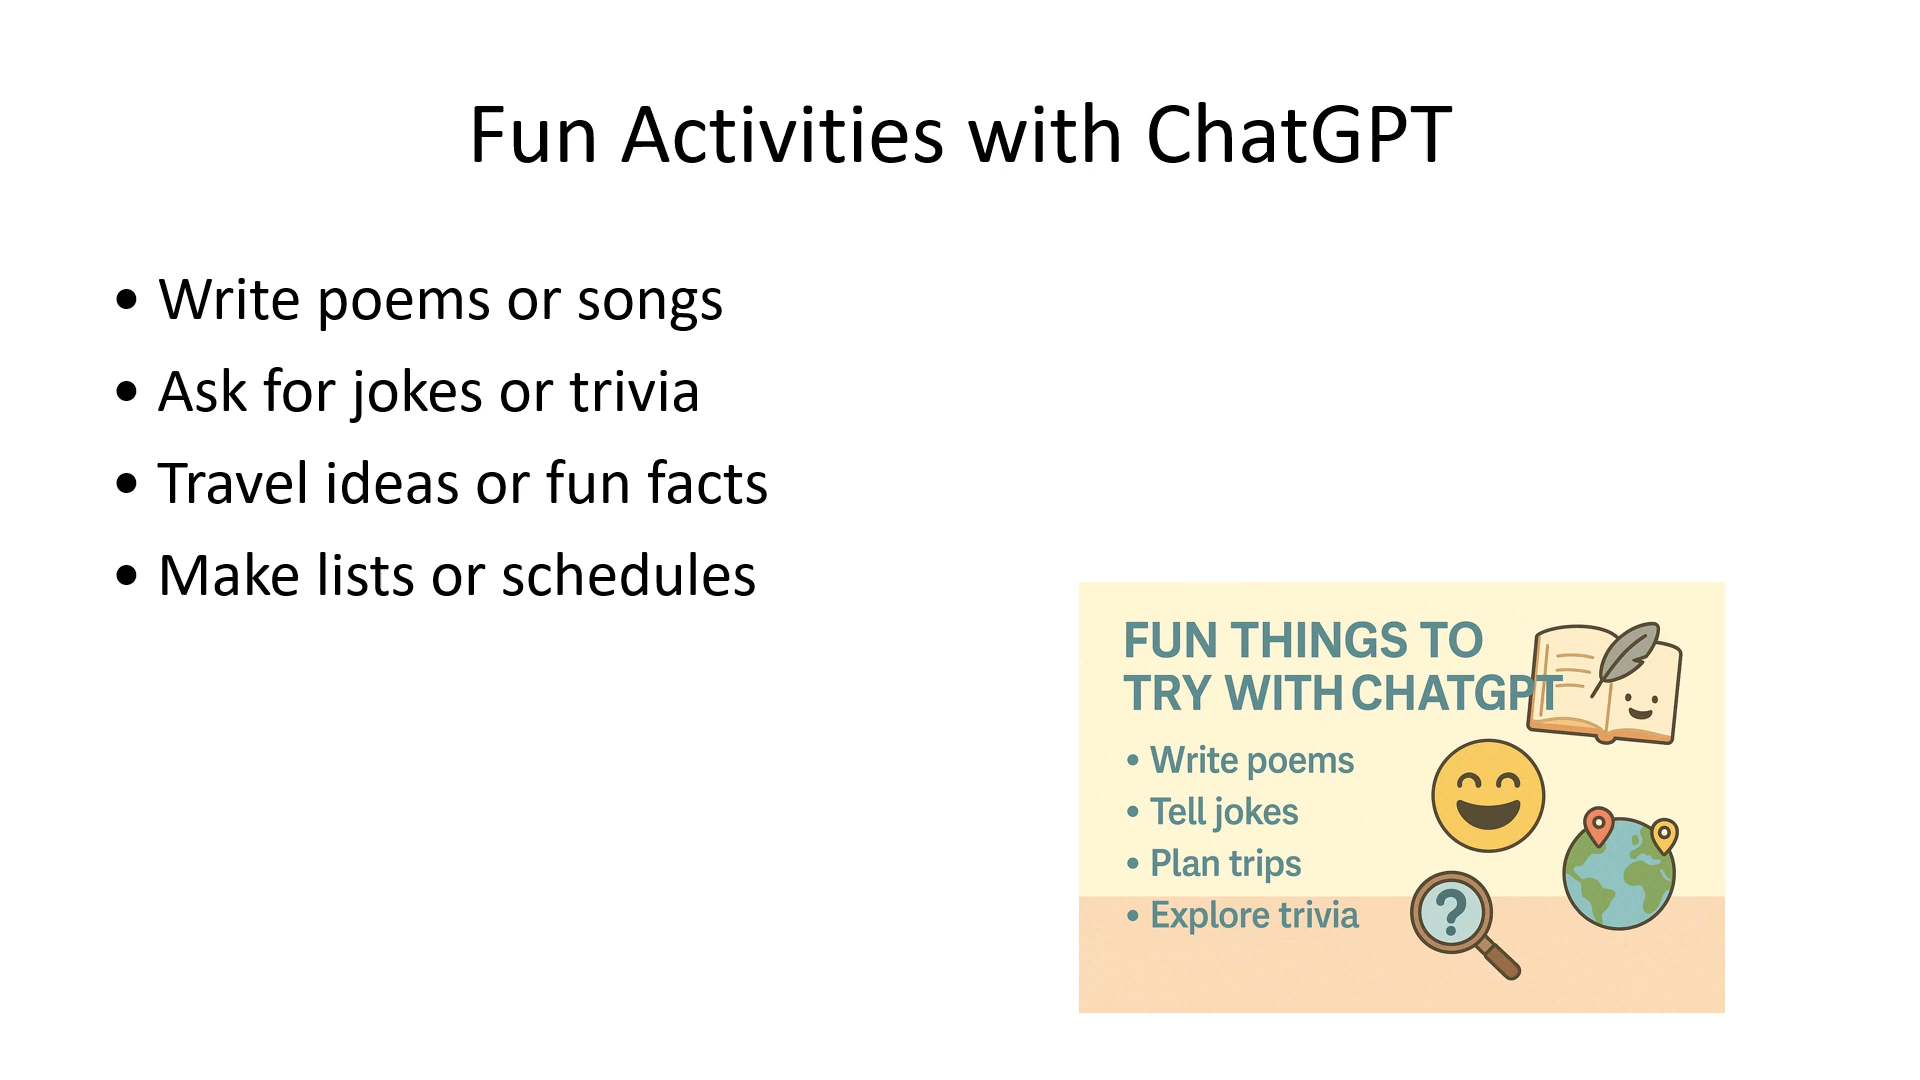 Fun Activities with ChatGPT
• Write poems or songs
• Ask for jokes or trivia
• Travel ideas or fun facts
• Make lists or schedules
FUN THINGS TO
TRY WITH CHATGPT
• Write poems
• Tell jokes
• Plan trips
• Explore trivia
?